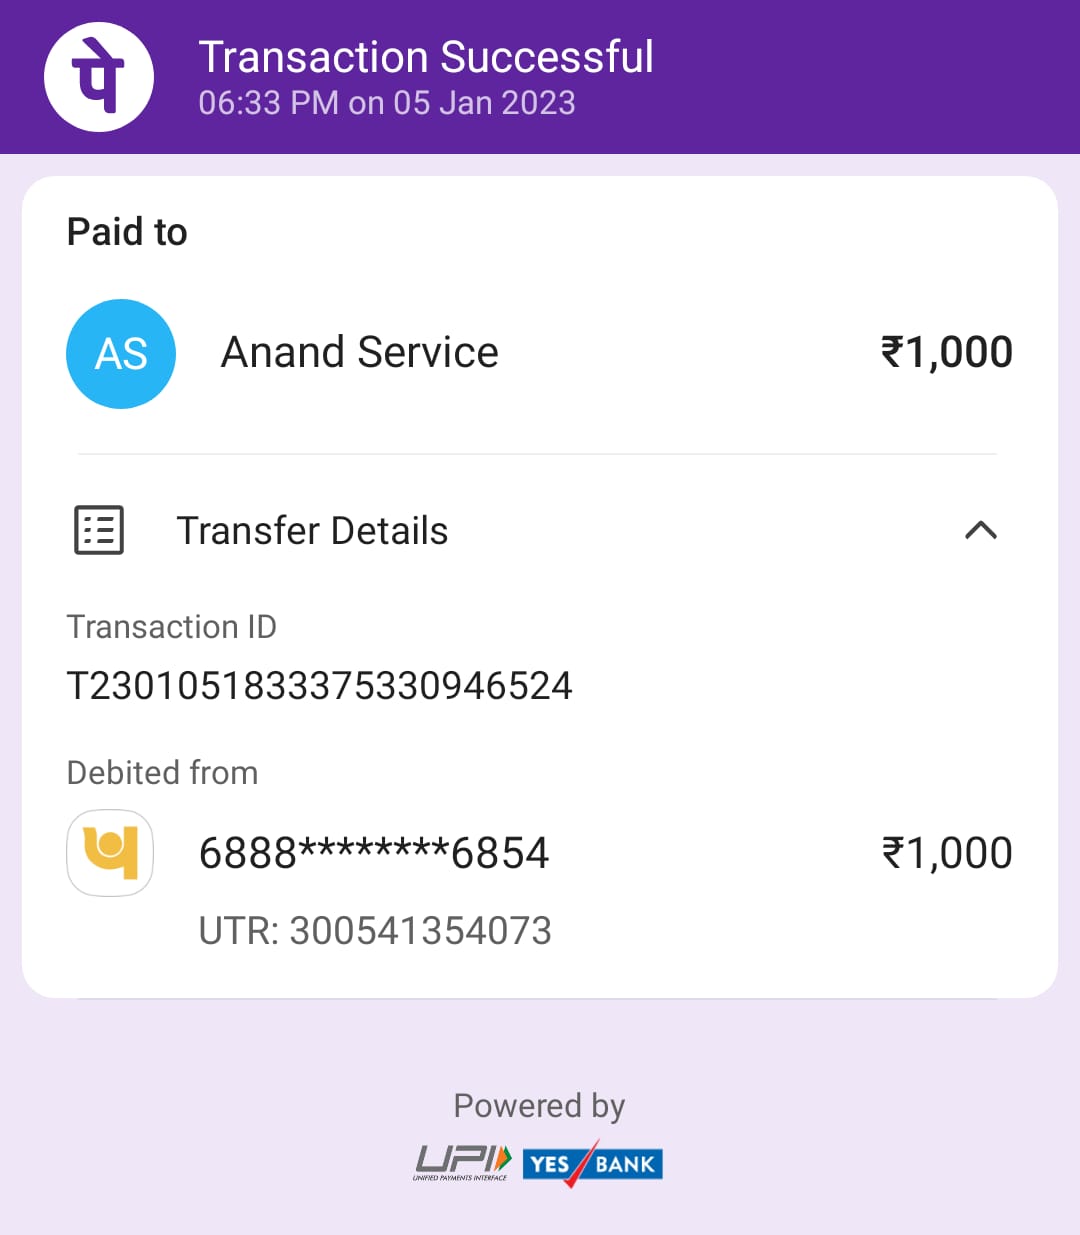 पे
Transaction Successful
06:33 PM on 05 Jan 2023
Paid to
AS
Anand Service
₹1,000
Transfer Details
Transaction ID
T2301051833375330946524
Debited from
6888********6854
₹1,000
UTR: 300541354073
Powered by
UPI
UNIFIED PAYMENTS INTERFACE
YES BANK